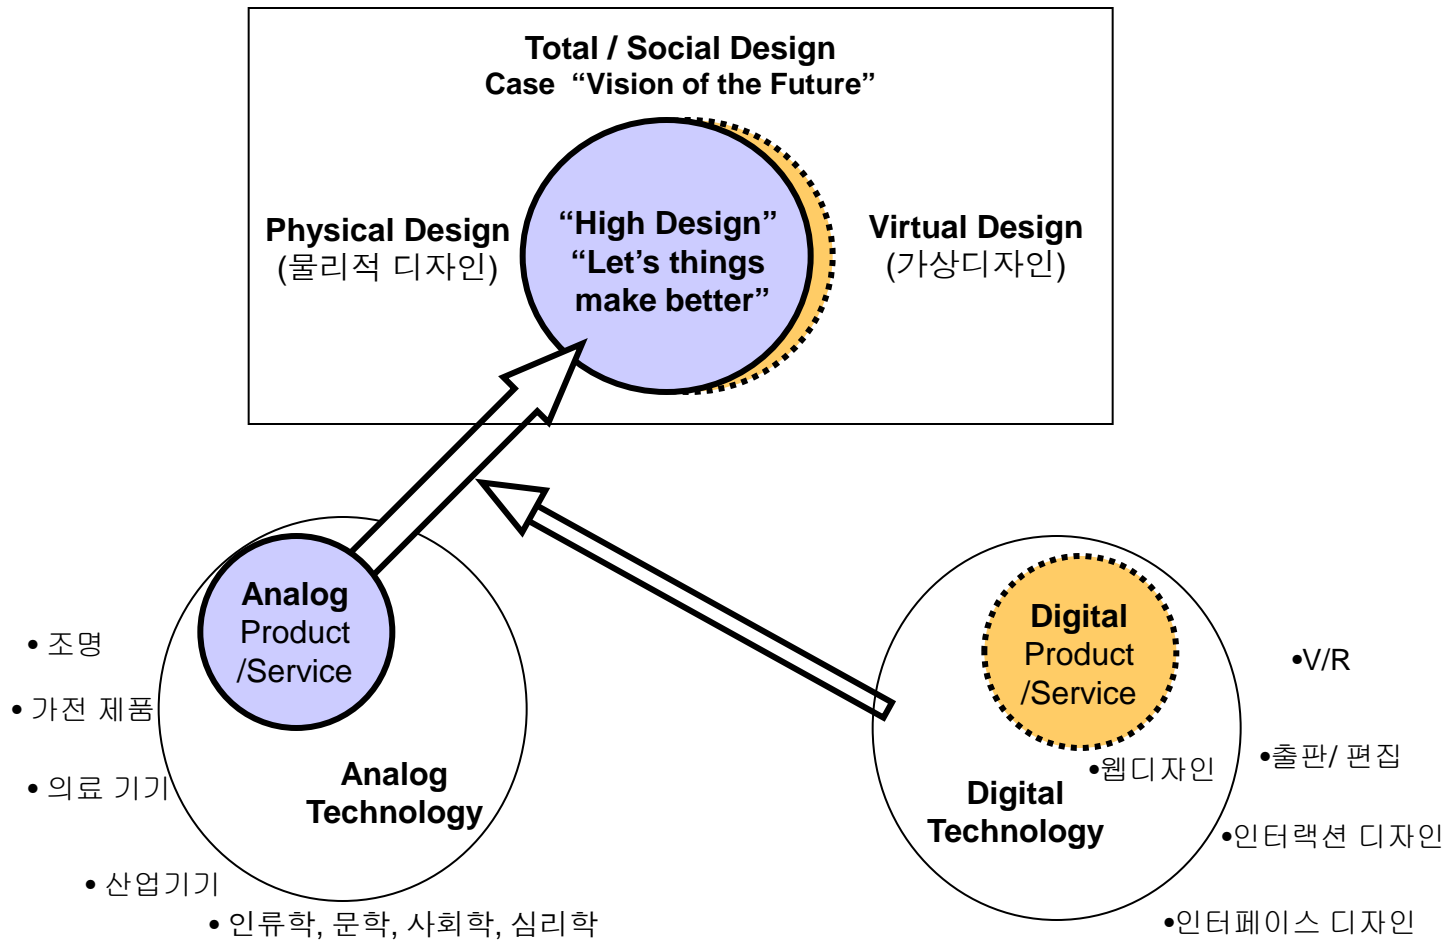 Total / Social Design
Case “Vision of the Future”
Physical Design
(물리적 디자인)
“High Design”
“Let’s things
make better”
Virtual Design
(가상디자인)
Analog
Product
/Service
Analog
Technology
• 조명
• 가전 제품
• 의료 기기
• 산업기기
• 인류학, 문학, 사회학, 심리학
Digital
Product
/Service
Digital
Technology
•웹디자인
•V/R
•출판/ 편집
•인터랙션 디자인
•인터페이스 디자인